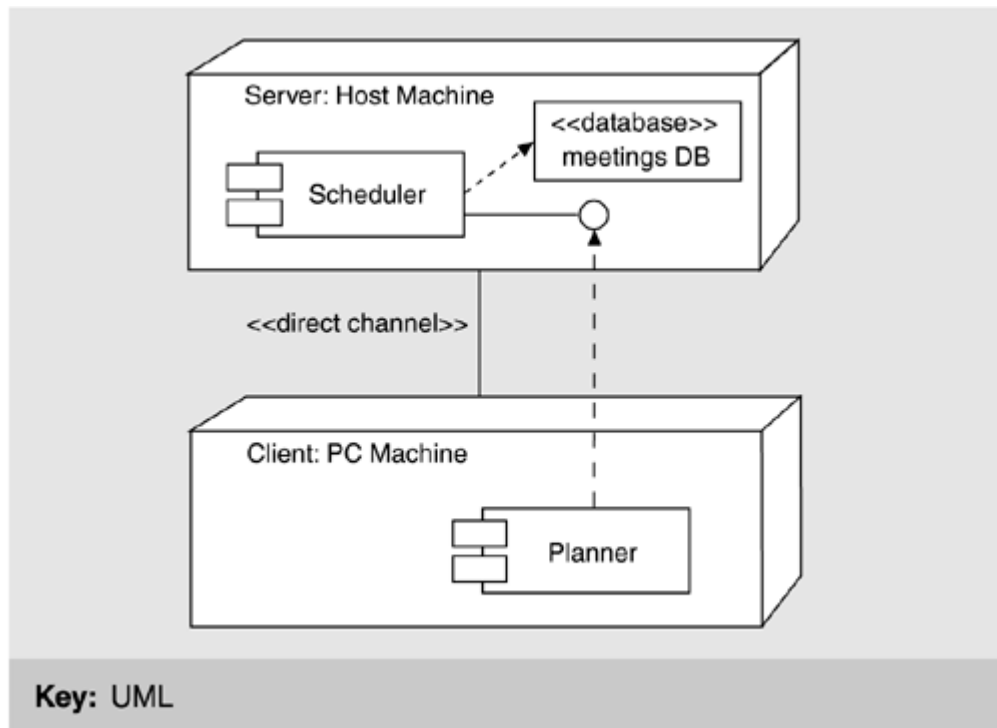 Server: Host Machine
<<database>>
meetings DB
Scheduler
<<direct channel>>
Client: PC Machine
Planner
Key: UML